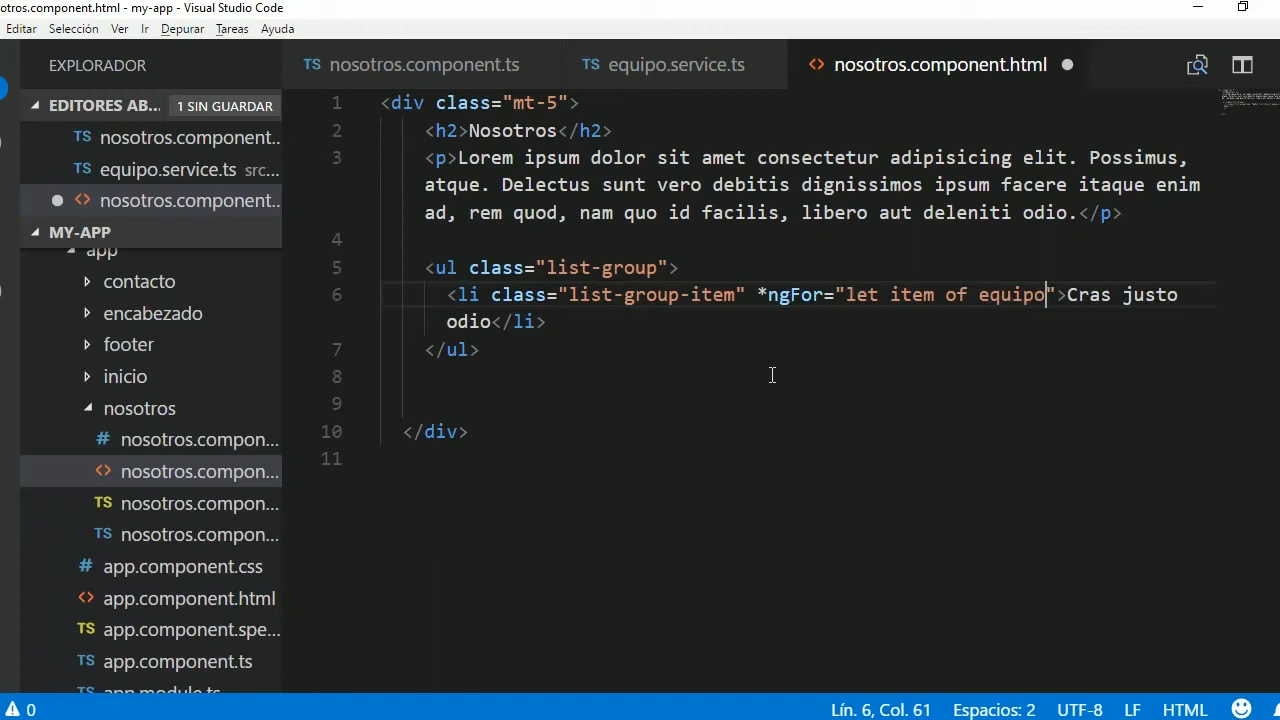 otros.component.html - my-app - Visual Studio Code
Editar Selección Ver Ir Depurar Tareas Ayuda
EXPLORADOR
EDITORES AB... 1 SIN GUARDAR
TS nosotros.component...
TS equipo.service.ts src...
<> nosotros.component...
MY-APP
app
contacto
encabezado
footer
inicio
nosotros
# nosotros.compon...
<> nosotros.compon...
TS nosotros.compon...
TS nosotros.compon...
# app.component.css
<> app.component.html
TS app.component.spe...
TS app.component.ts
TS app.module.ts
TS nosotros.component.ts
TS equipo.service.ts
<> nosotros.component.html
1 <div class="mt-5">
2 <h2>Nosotros</h2>
3 <p>Lorem ipsum dolor sit amet consectetur adipisicing elit. Possimus,
atque. Delectus sunt vero debitis dignissimos ipsum facere itaque enim
ad, rem quod, nam quo id facilis, libero aut deleniti odio.</p>
4
5 <ul class="list-group">
6 <li class="list-group-item" *ngFor="let item of equipo">Cras justo
odio</li>
7 </ul>
8
9
10 </div>
11
0
Lín. 6, Col. 61 Espacios: 2 UTF-8 LF HTML